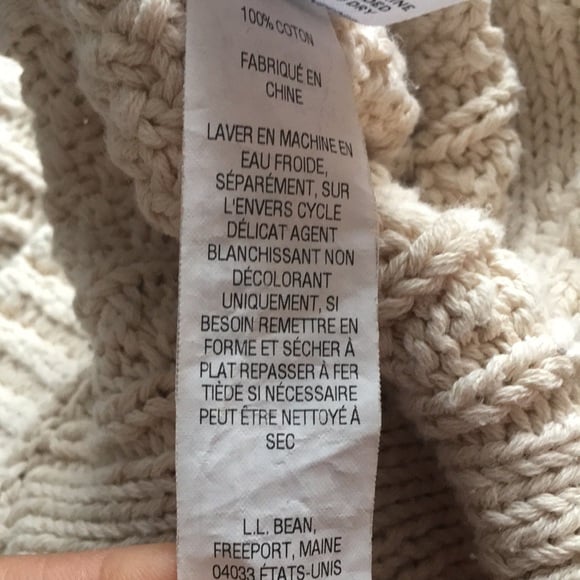 DRY
100% COTON
FABRIQUÉ EN
CHINE
LAVER EN MACHINE EN
EAU FROIDE,
SÉPARÉMENT, SUR
L'ENVERS CYCLE
DÉLICAT AGENT
BLANCHISSANT NON
DÉCOLORANT
UNIQUEMENT, SI
BESOIN REMETTRE EN
FORME ET SÉCHER À
PLAT REPASSER À FER
TIÈDE SI NÉCESSAIRE
PEUT ÊTRE NETTOYÉ À
SEC
L.L. BEAN,
FREEPORT, MAINE
04033 ÉTATS-UNIS